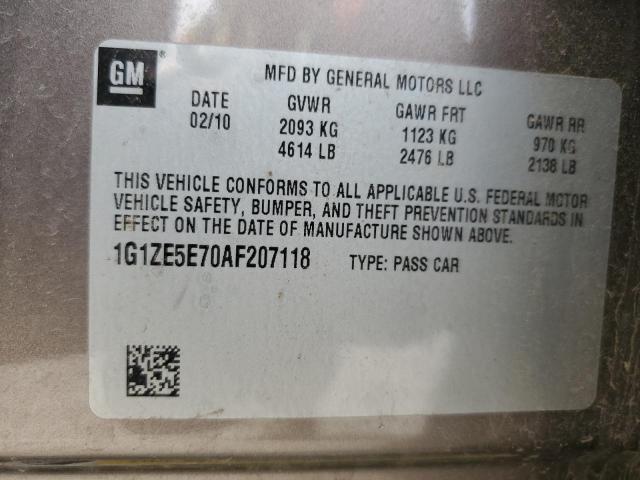 GM®
MFD BY GENERAL MOTORS LLC
DATE GVWR GAWR FRT GAWR RR
02/10 2093 KG 1123 KG 970 KG
4614 LB 2476 LB 2138 LB
THIS VEHICLE CONFORMS TO ALL APPLICABLE U.S. FEDERAL MOTOR
VEHICLE SAFETY, BUMPER, AND THEFT PREVENTION STANDARDS IN
EFFECT ON THE DATE OF MANUFACTURE SHOWN ABOVE.
1G1ZE5E70AF207118 TYPE: PASS CAR